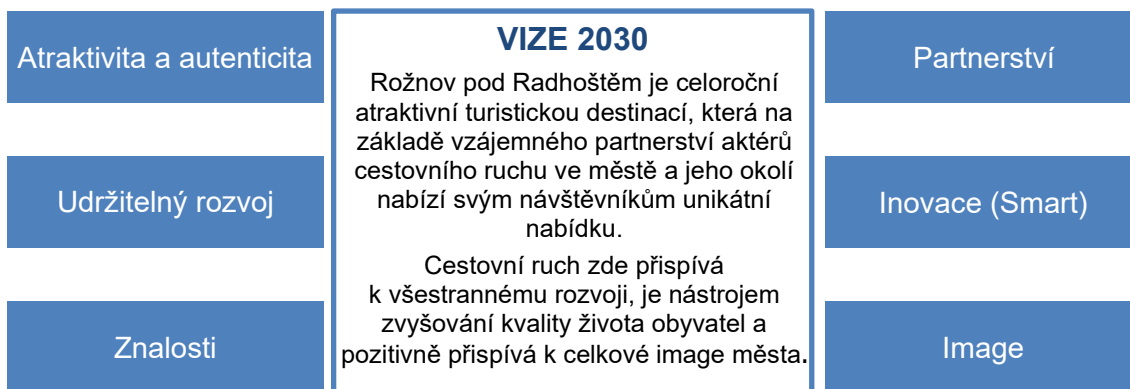 Atraktivita a autenticita
Udržitelný rozvoj
Znalosti
VIZE 2030
Rožnov pod Radhoštěm je celoroční
atraktivní turistickou destinací, která na
základě vzájemného partnerství aktérů
cestovního ruchu ve městě a jeho okolí
nabízí svým návštěvníkům unikátní
nabídku.
Cestovní ruch zde přispívá
k všestrannému rozvoji, je nástrojem
zvyšování kvality života obyvatel a
pozitivně přispívá k celkové image města.
Partnerství
Inovace (Smart)
Image